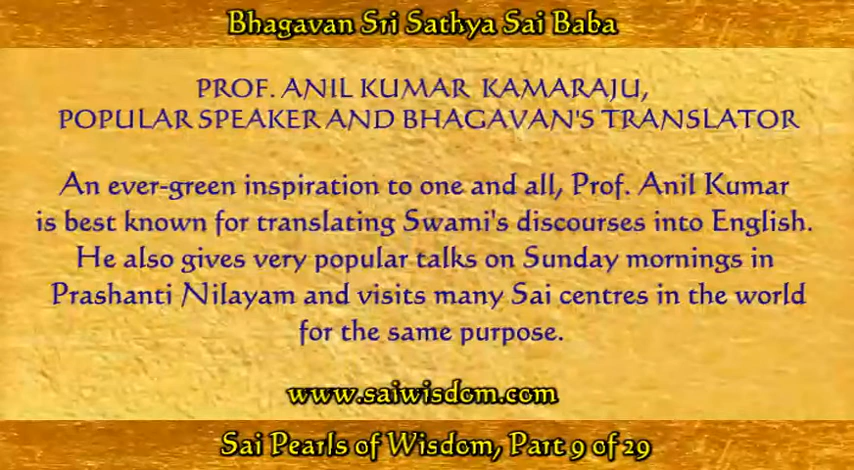 Bhagavan Sri Sathya Sai Baba
PROF. ANIL KUMAR KAMARAJU,
POPULAR SPEAKER AND BHAGAVAN'S TRANSLATOR
An ever-green inspiration to one and all, Prof. Anil Kumar
is best known for translating Swami's discourses into English.
He also gives very popular talks on Sunday mornings in
Prashanti Nilayam and visits many Sai centres in the world
for the same purpose.
www.saiwisdom.com
Sai Pearls of Wisdom, Part 9 of 29